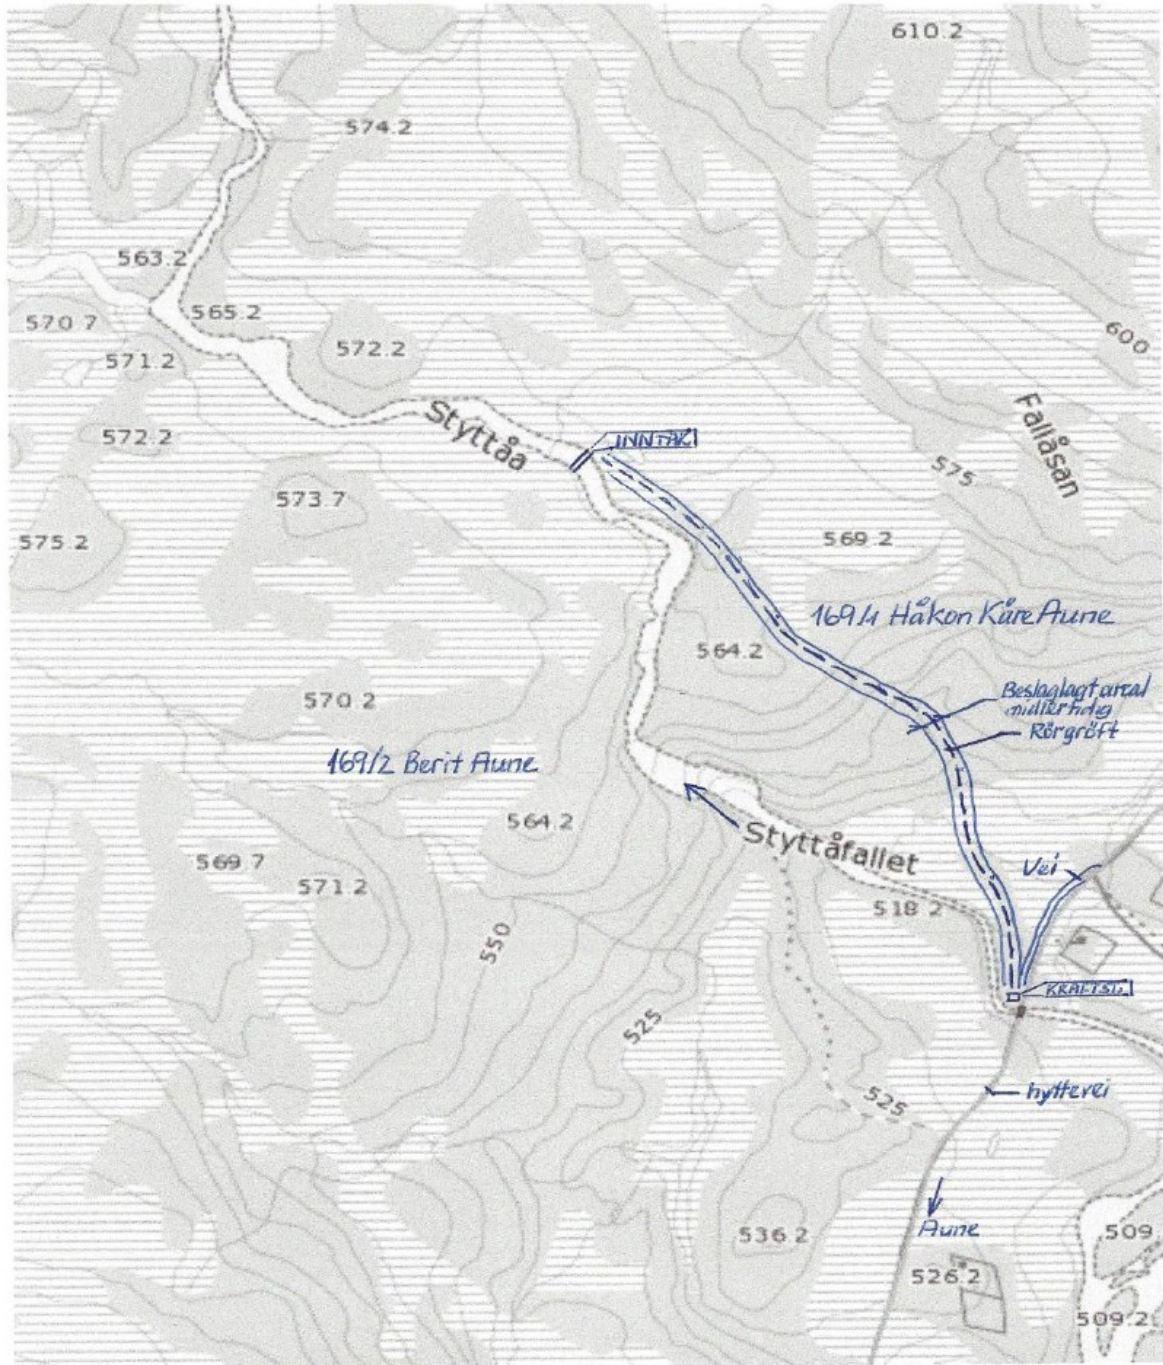 610.2
574.2
563.2
565.2
570 7
571.2
572.2
600
572.2
Fallåsan
Styttåa
INNTAK
575
573.7
575.2
569.2
169/1 Håkon Kåre Aune
564.2
Beslaglagt areal
midlertidig
Rørgrøft
570.2
169/2 Berit Aune
564.2
Styttåfallet
569.7
571.2
Vei
518 2
550
KRAFTST.
525
hyttevei
525
Aune
536.2
509
526.2
509.2